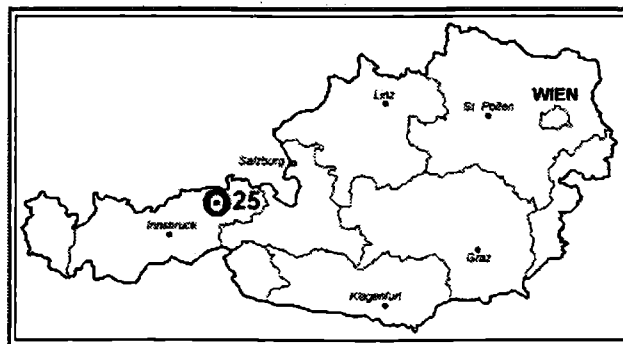 Linz
St. Pölten
WIEN
Salzburg
25
Innsbruck
Graz
Klagenfurt